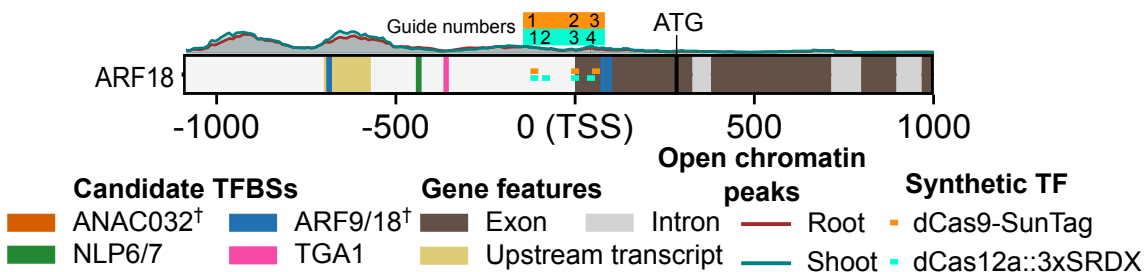 Guide numbers
1 2 3
12 3 4
ATG
ARF18
-1000 -500 0 (TSS) 500 1000
Candidate TFBSs
ANAC032†
ARF9/18†
NLP6/7
TGA1
Gene features
Exon
Intron
Upstream transcript
Open chromatin
peaks
Root
Shoot
Synthetic TF
dCas9-SunTag
dCas12a::3xSRDX